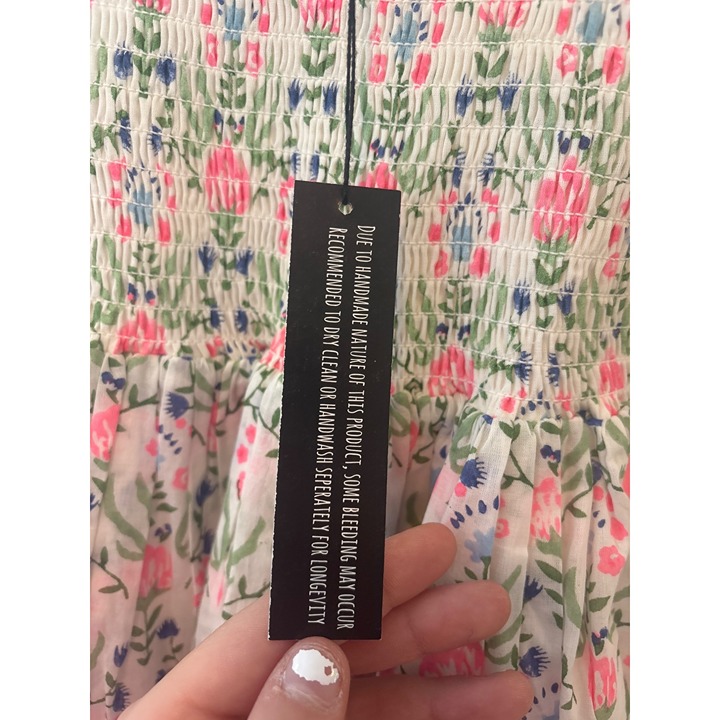 DUE TO HANDMADE NATURE OF THIS PRODUCT, SOME BLEEDING MAY OCCUR
RECOMMENDED TO DRY CLEAN OR HANDWASH SEPERATELY FOR LONGEVITY